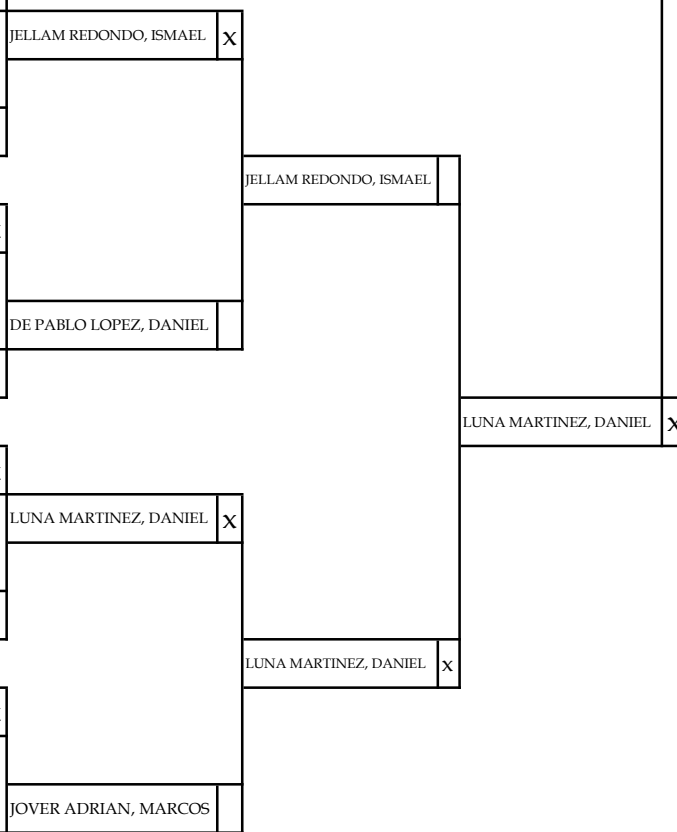 JELLAM REDONDO, ISMAEL x
JELLAM REDONDO, ISMAEL
DE PABLO LOPEZ, DANIEL
LUNA MARTINEZ, DANIEL x
LUNA MARTINEZ, DANIEL x
LUNA MARTINEZ, DANIEL x
JOVER ADRIAN, MARCOS